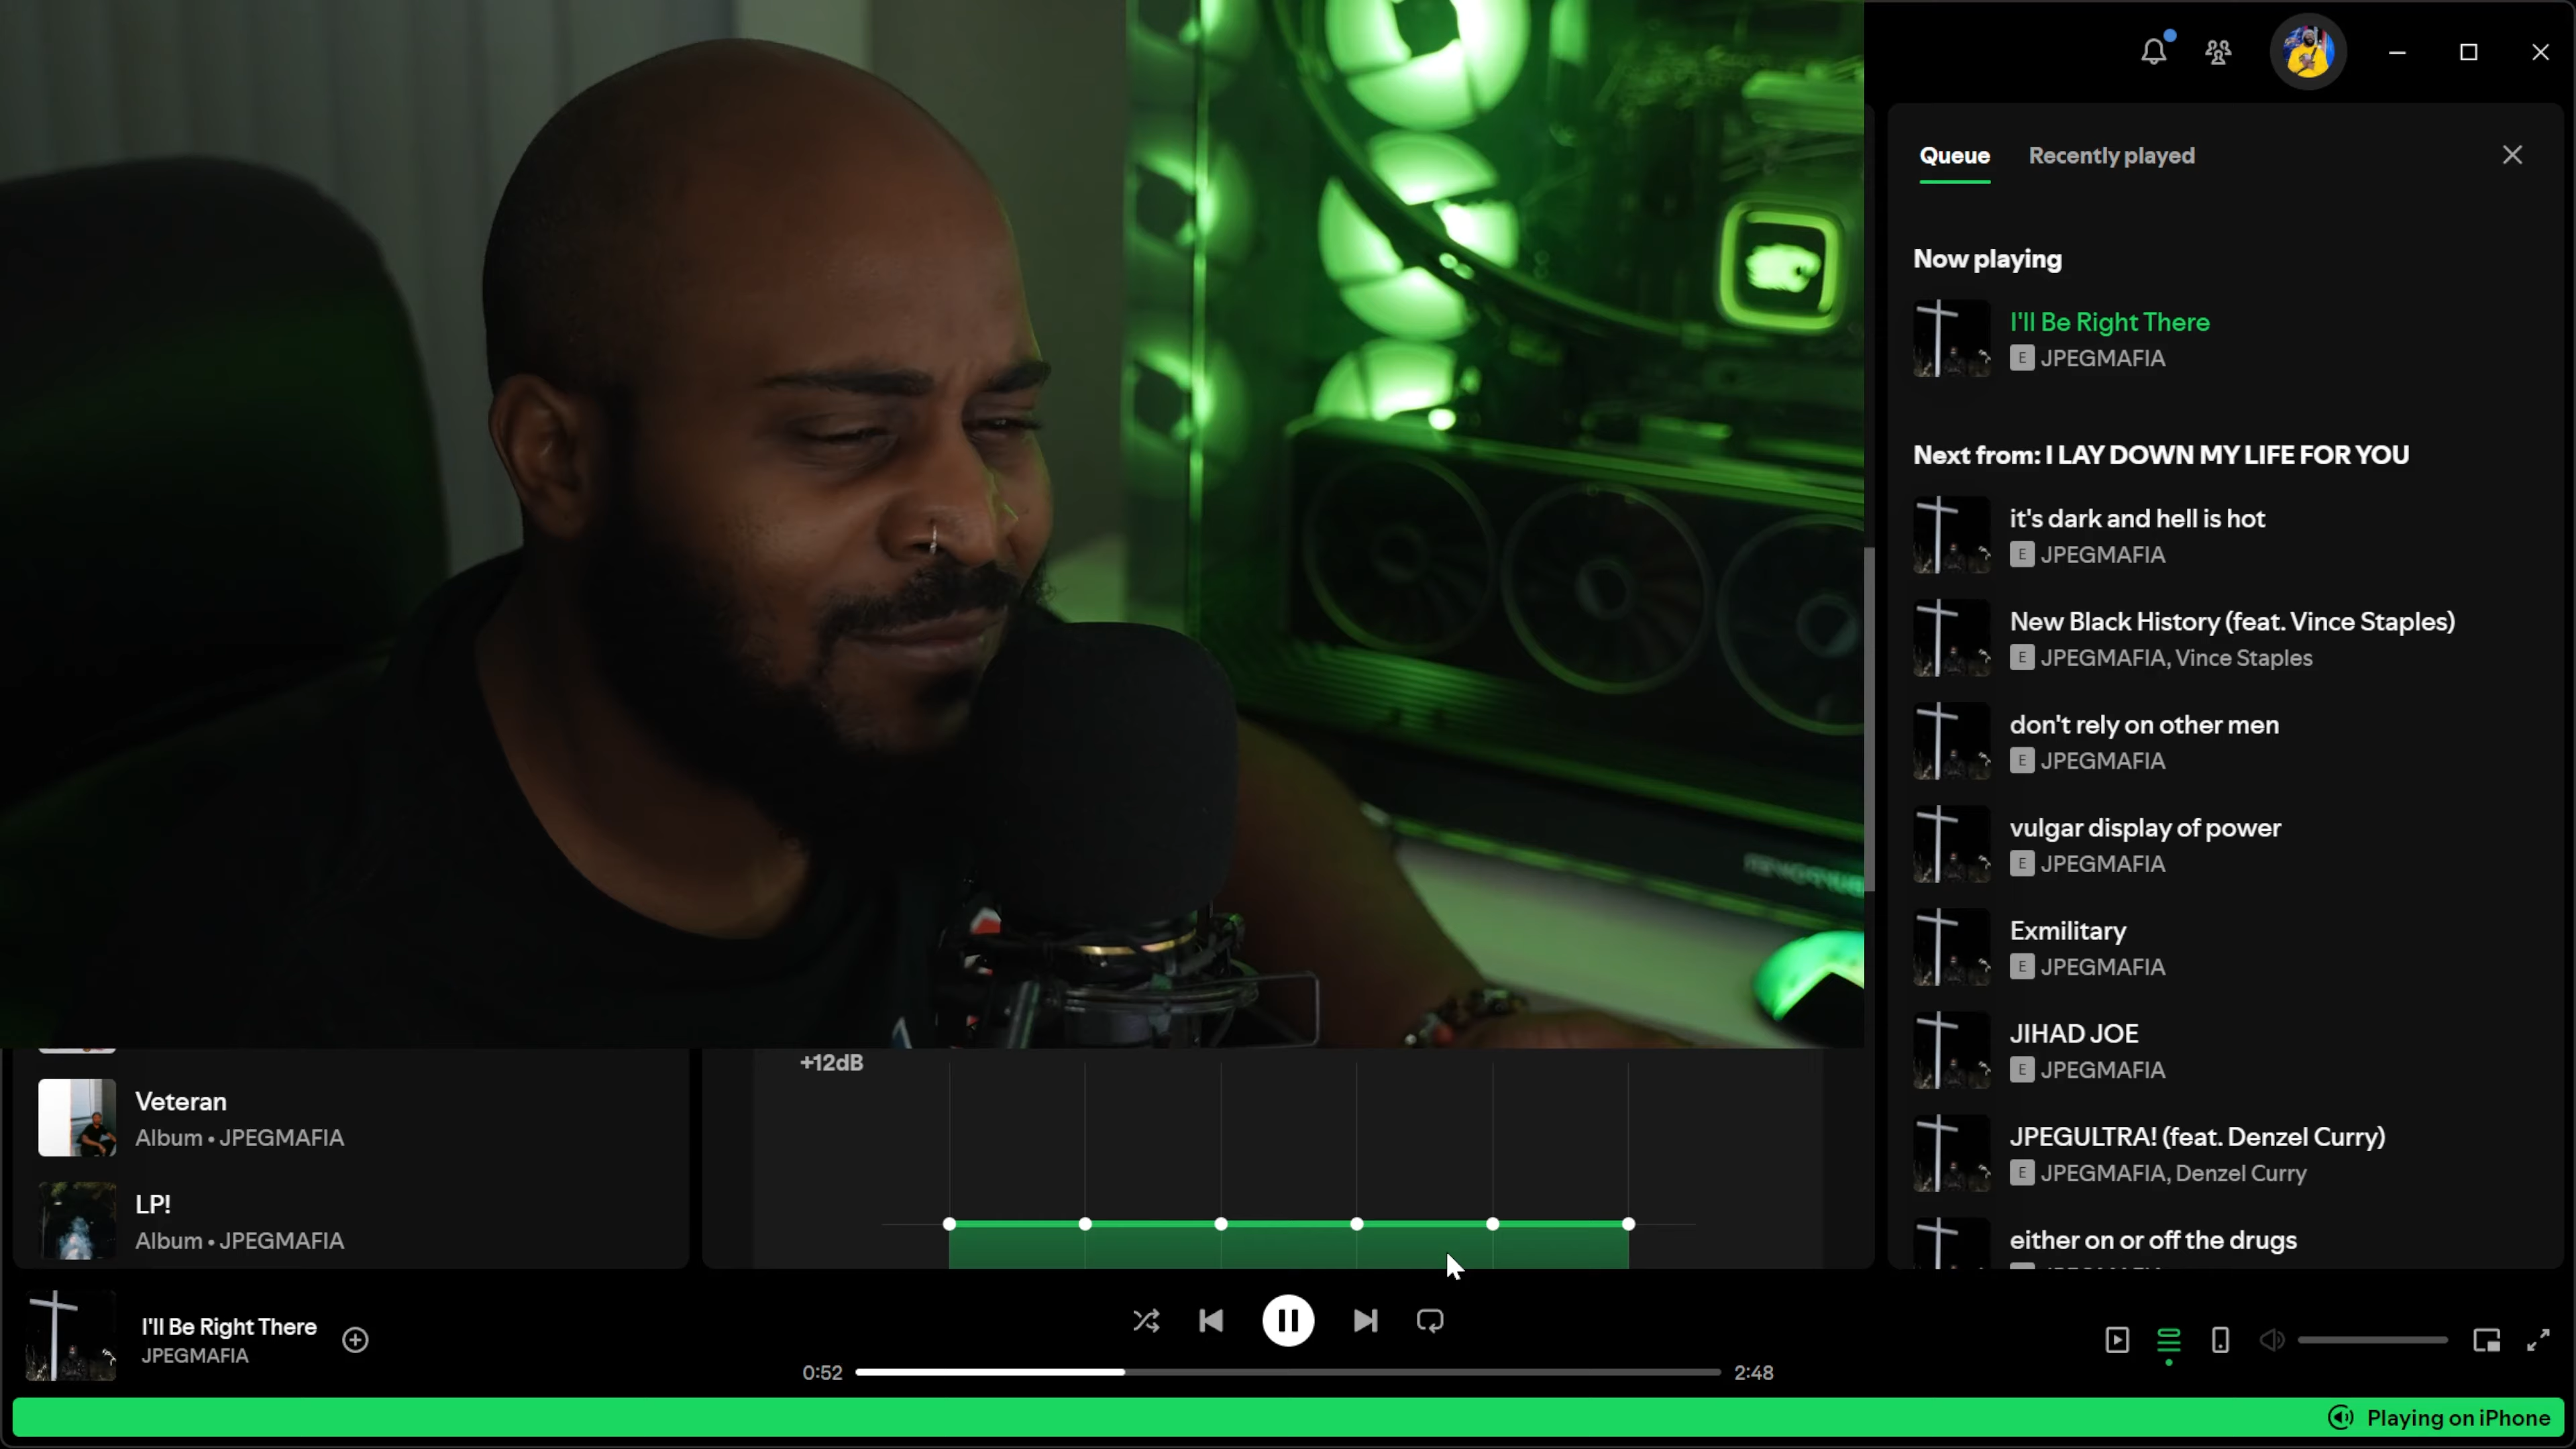 Queue
Recently played
Now playing
I'll Be Right There
E JPEGMAFIA
Next from: I LAY DOWN MY LIFE FOR YOU
it's dark and hell is hot
E JPEGMAFIA
New Black History (feat. Vince Staples)
E JPEGMAFIA, Vince Staples
don't rely on other men
E JPEGMAFIA
vulgar display of power
E JPEGMAFIA
Exmilitary
E JPEGMAFIA
JIHAD JOE
E JPEGMAFIA
JPEGULTRA! (feat. Denzel Curry)
E JPEGMAFIA, Denzel Curry
either on or off the drugs
+12dB
Veteran
Album • JPEGMAFIA
LP!
Album • JPEGMAFIA
I'll Be Right There
JPEGMAFIA
0:52
2:48
Playing on iPhone